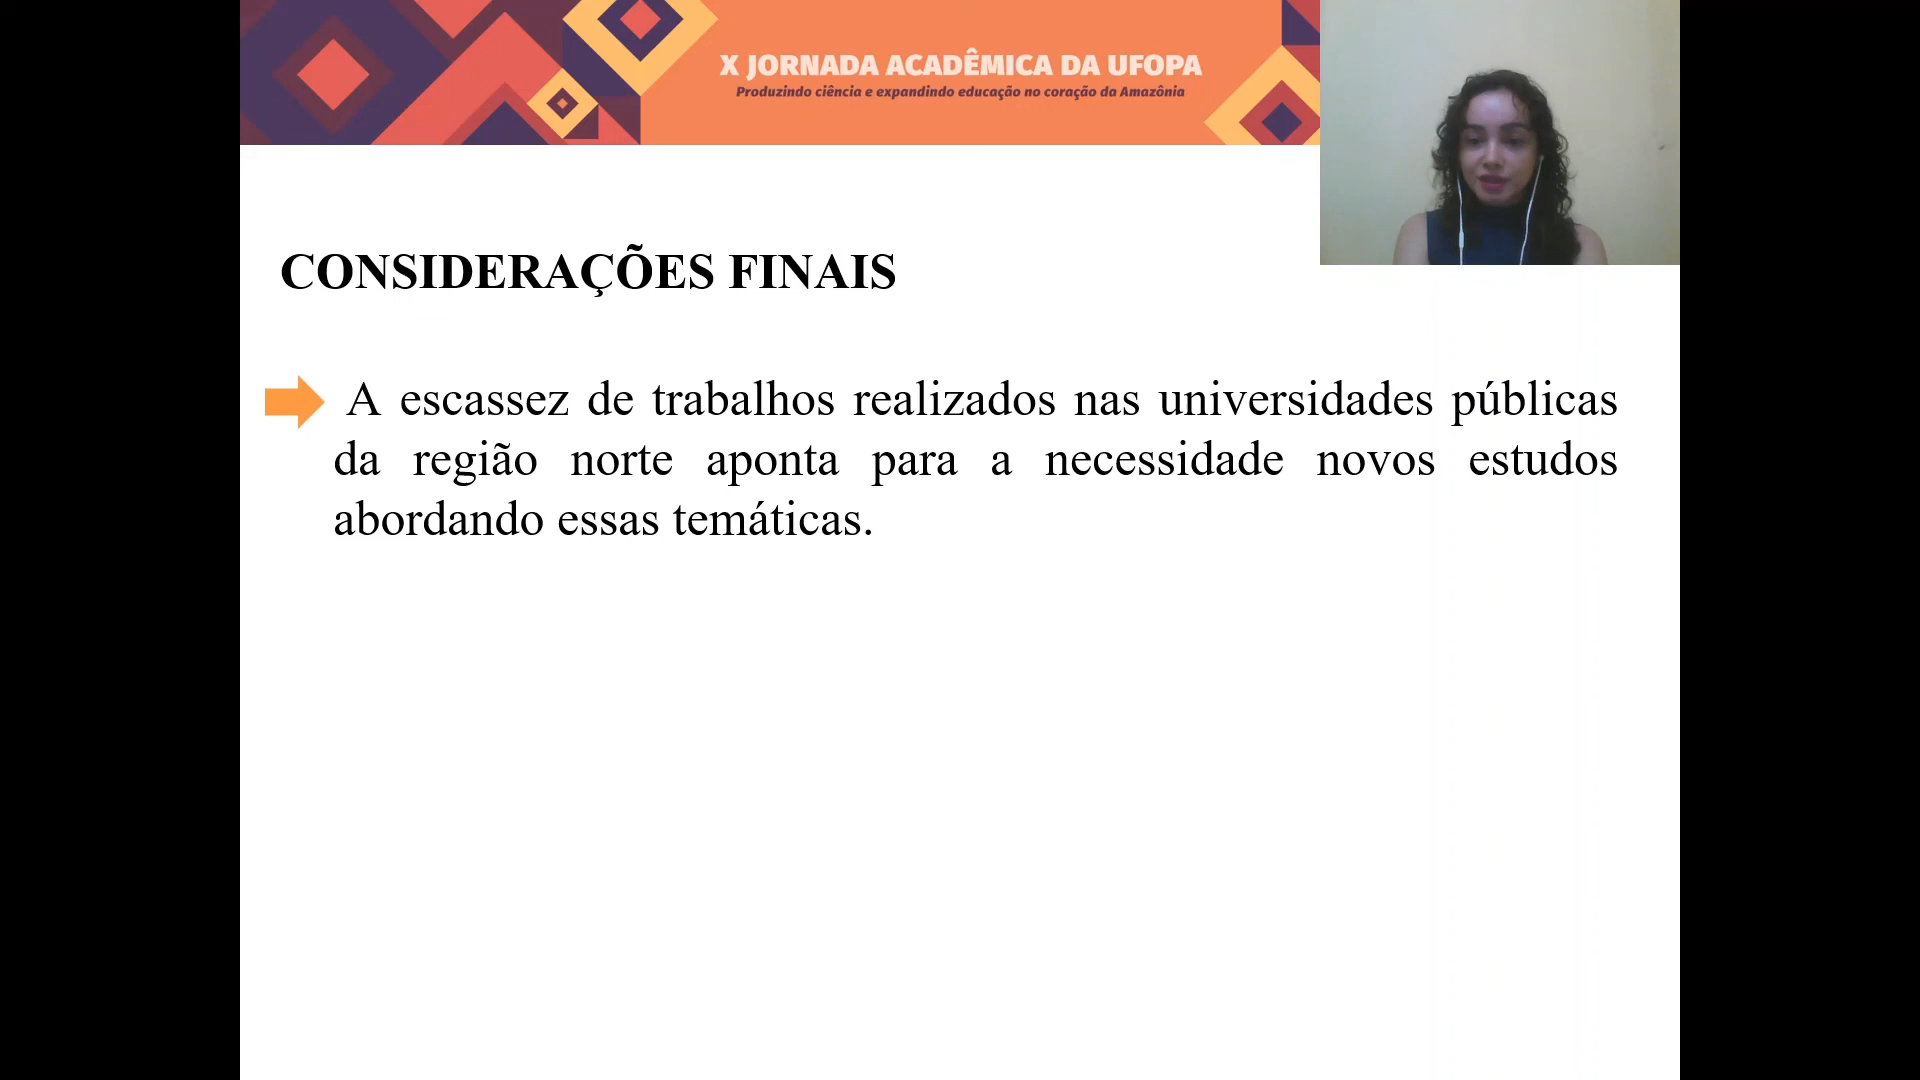 X JORNADA ACADÊMICA DA UFOPA
Produzindo ciência e expandindo educação no coração da Amazônia
CONSIDERAÇÕES FINAIS
A escassez de trabalhos realizados nas universidades públicas
da região norte aponta para a necessidade novos estudos
abordando essas temáticas.